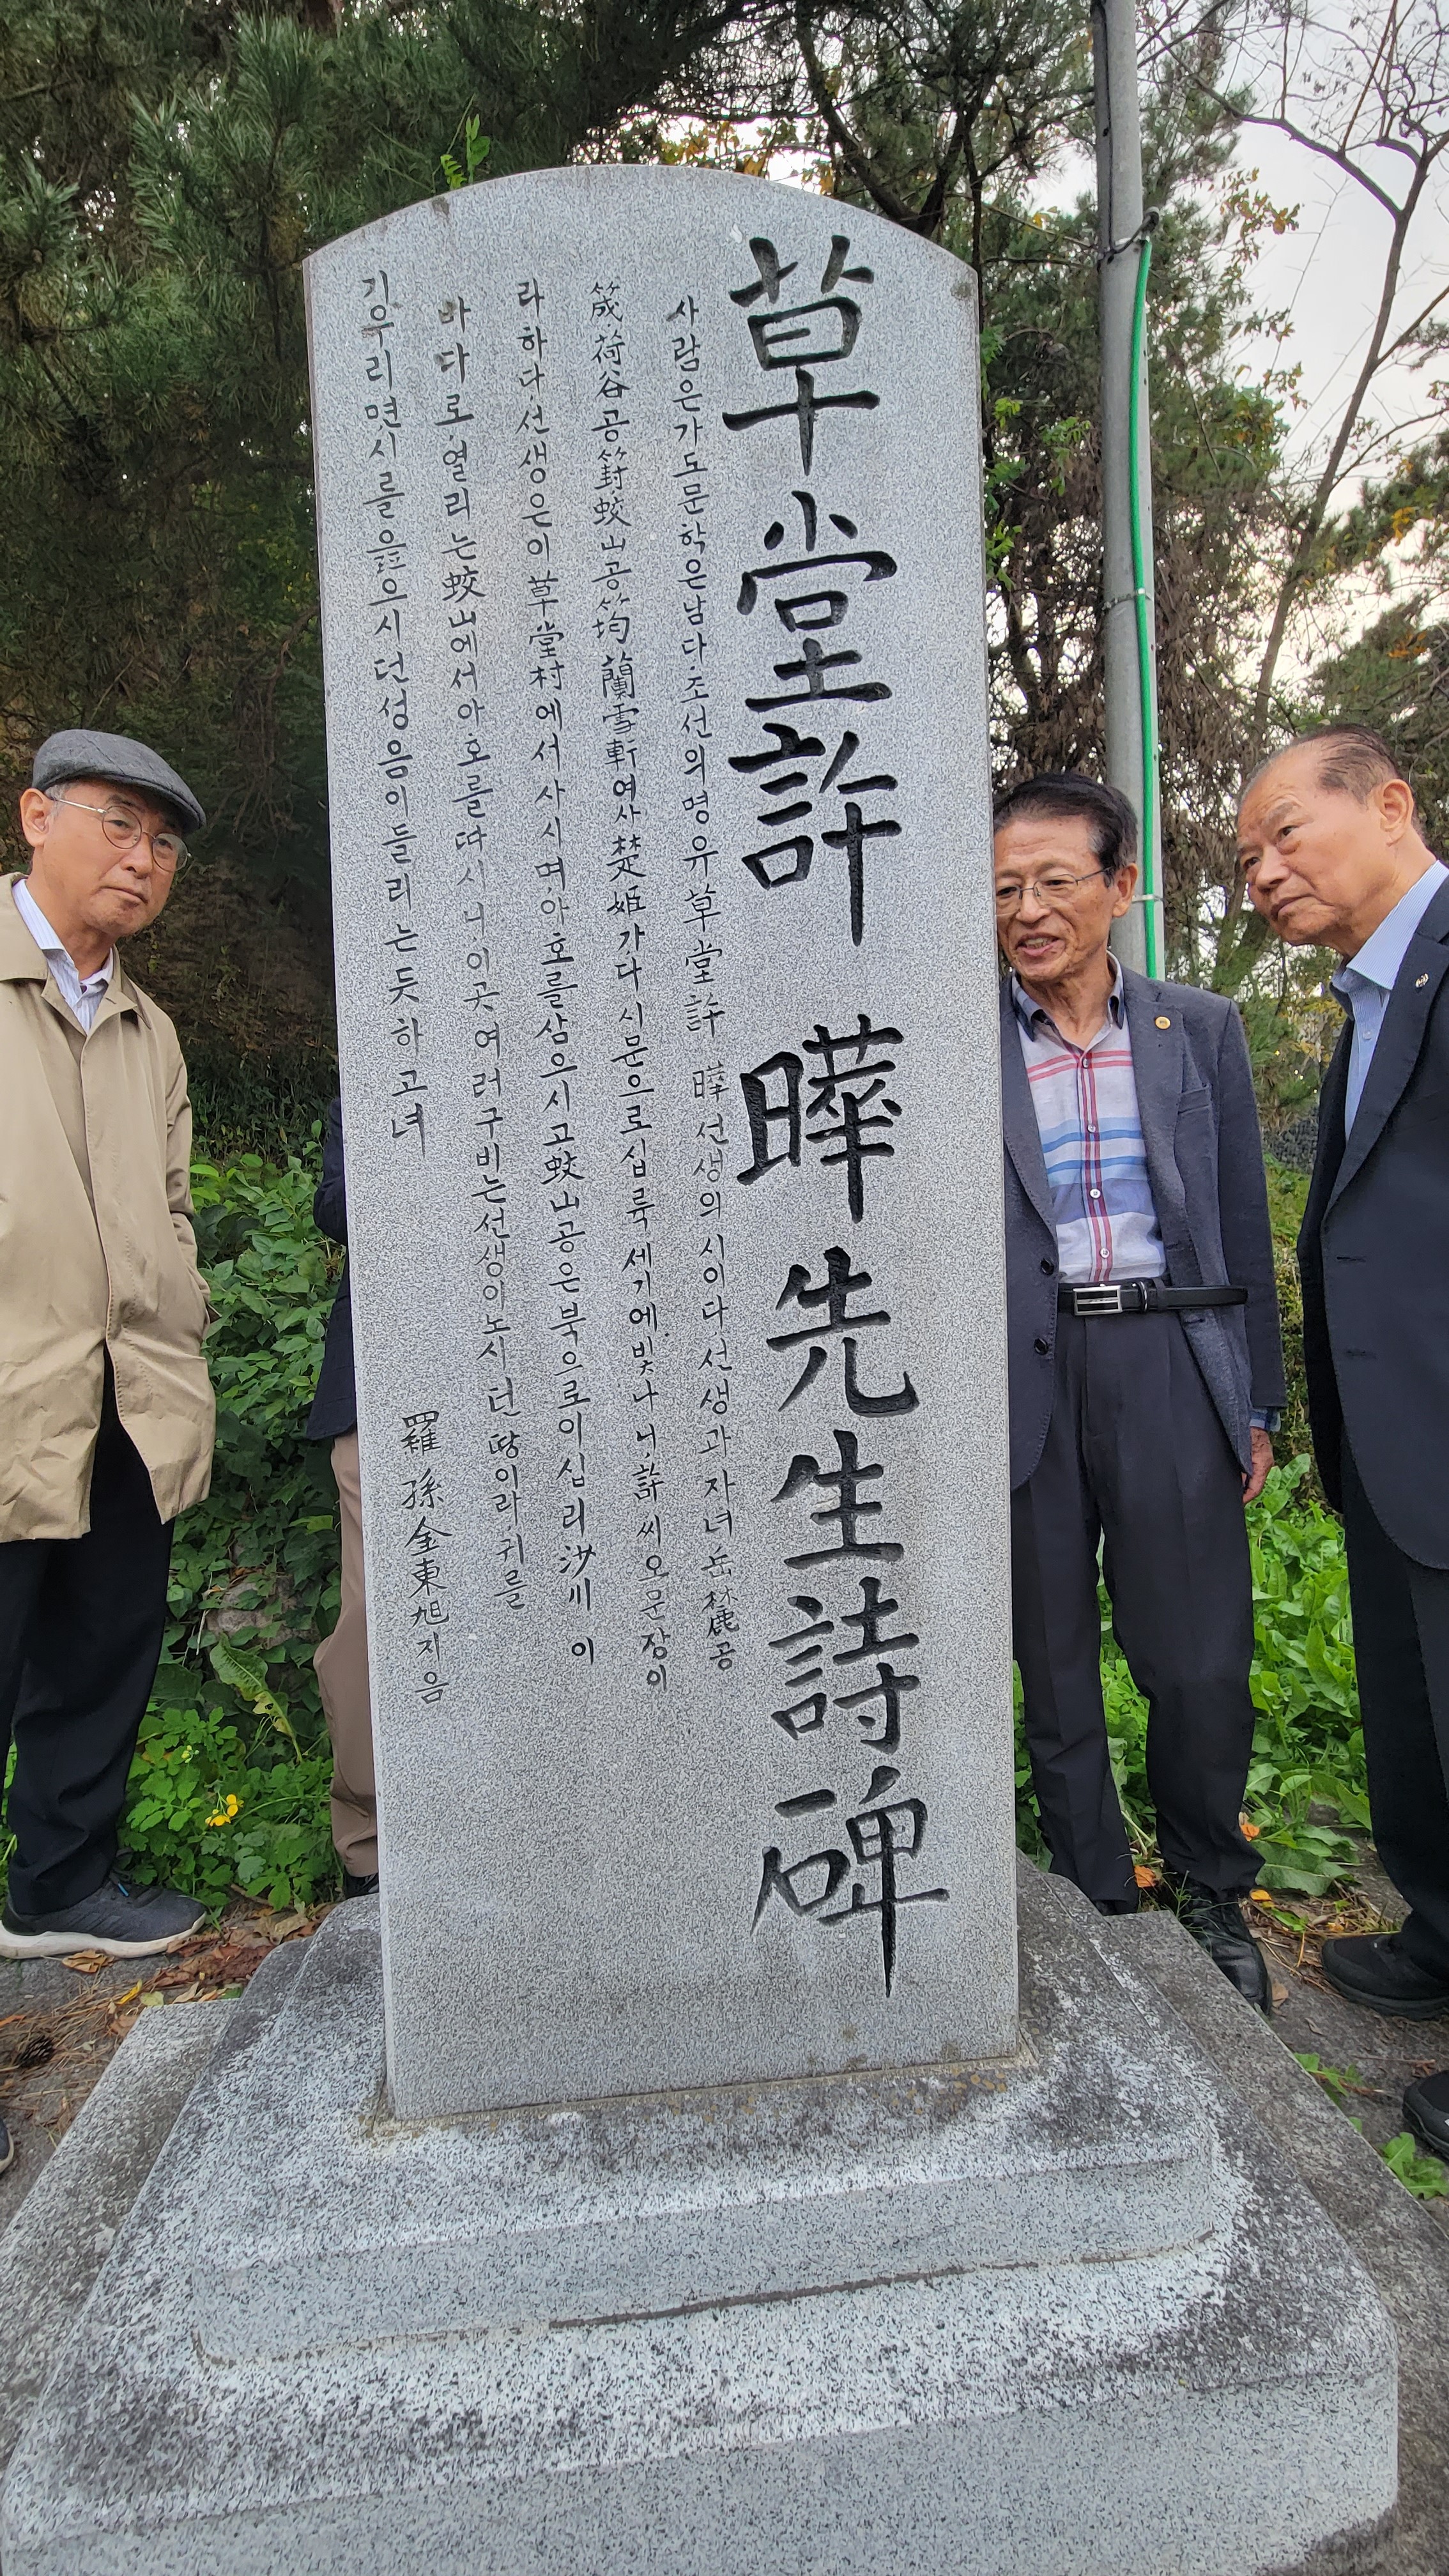 草堂許 曄先生詩碑
사람은가도문학은남다.조선의명유草堂許 曄선생의시이다선생과자녀岳麓공
筬.荷谷공篈蛟山공筠蘭雪軒여사楚姬가다시문으로십륙세기에빛나니.許씨오문장이
라하다.선생은이草堂村에서사시며.아호를삼으시고蛟山공은북으로이십리沙川 이
바다로.열리는蛟山에서아호를따시니.이곳여러구비는선생이노시던땅이라.귀를
기우리면시를읊으시던성음이들리는듯하고녀
羅孫金東旭지음